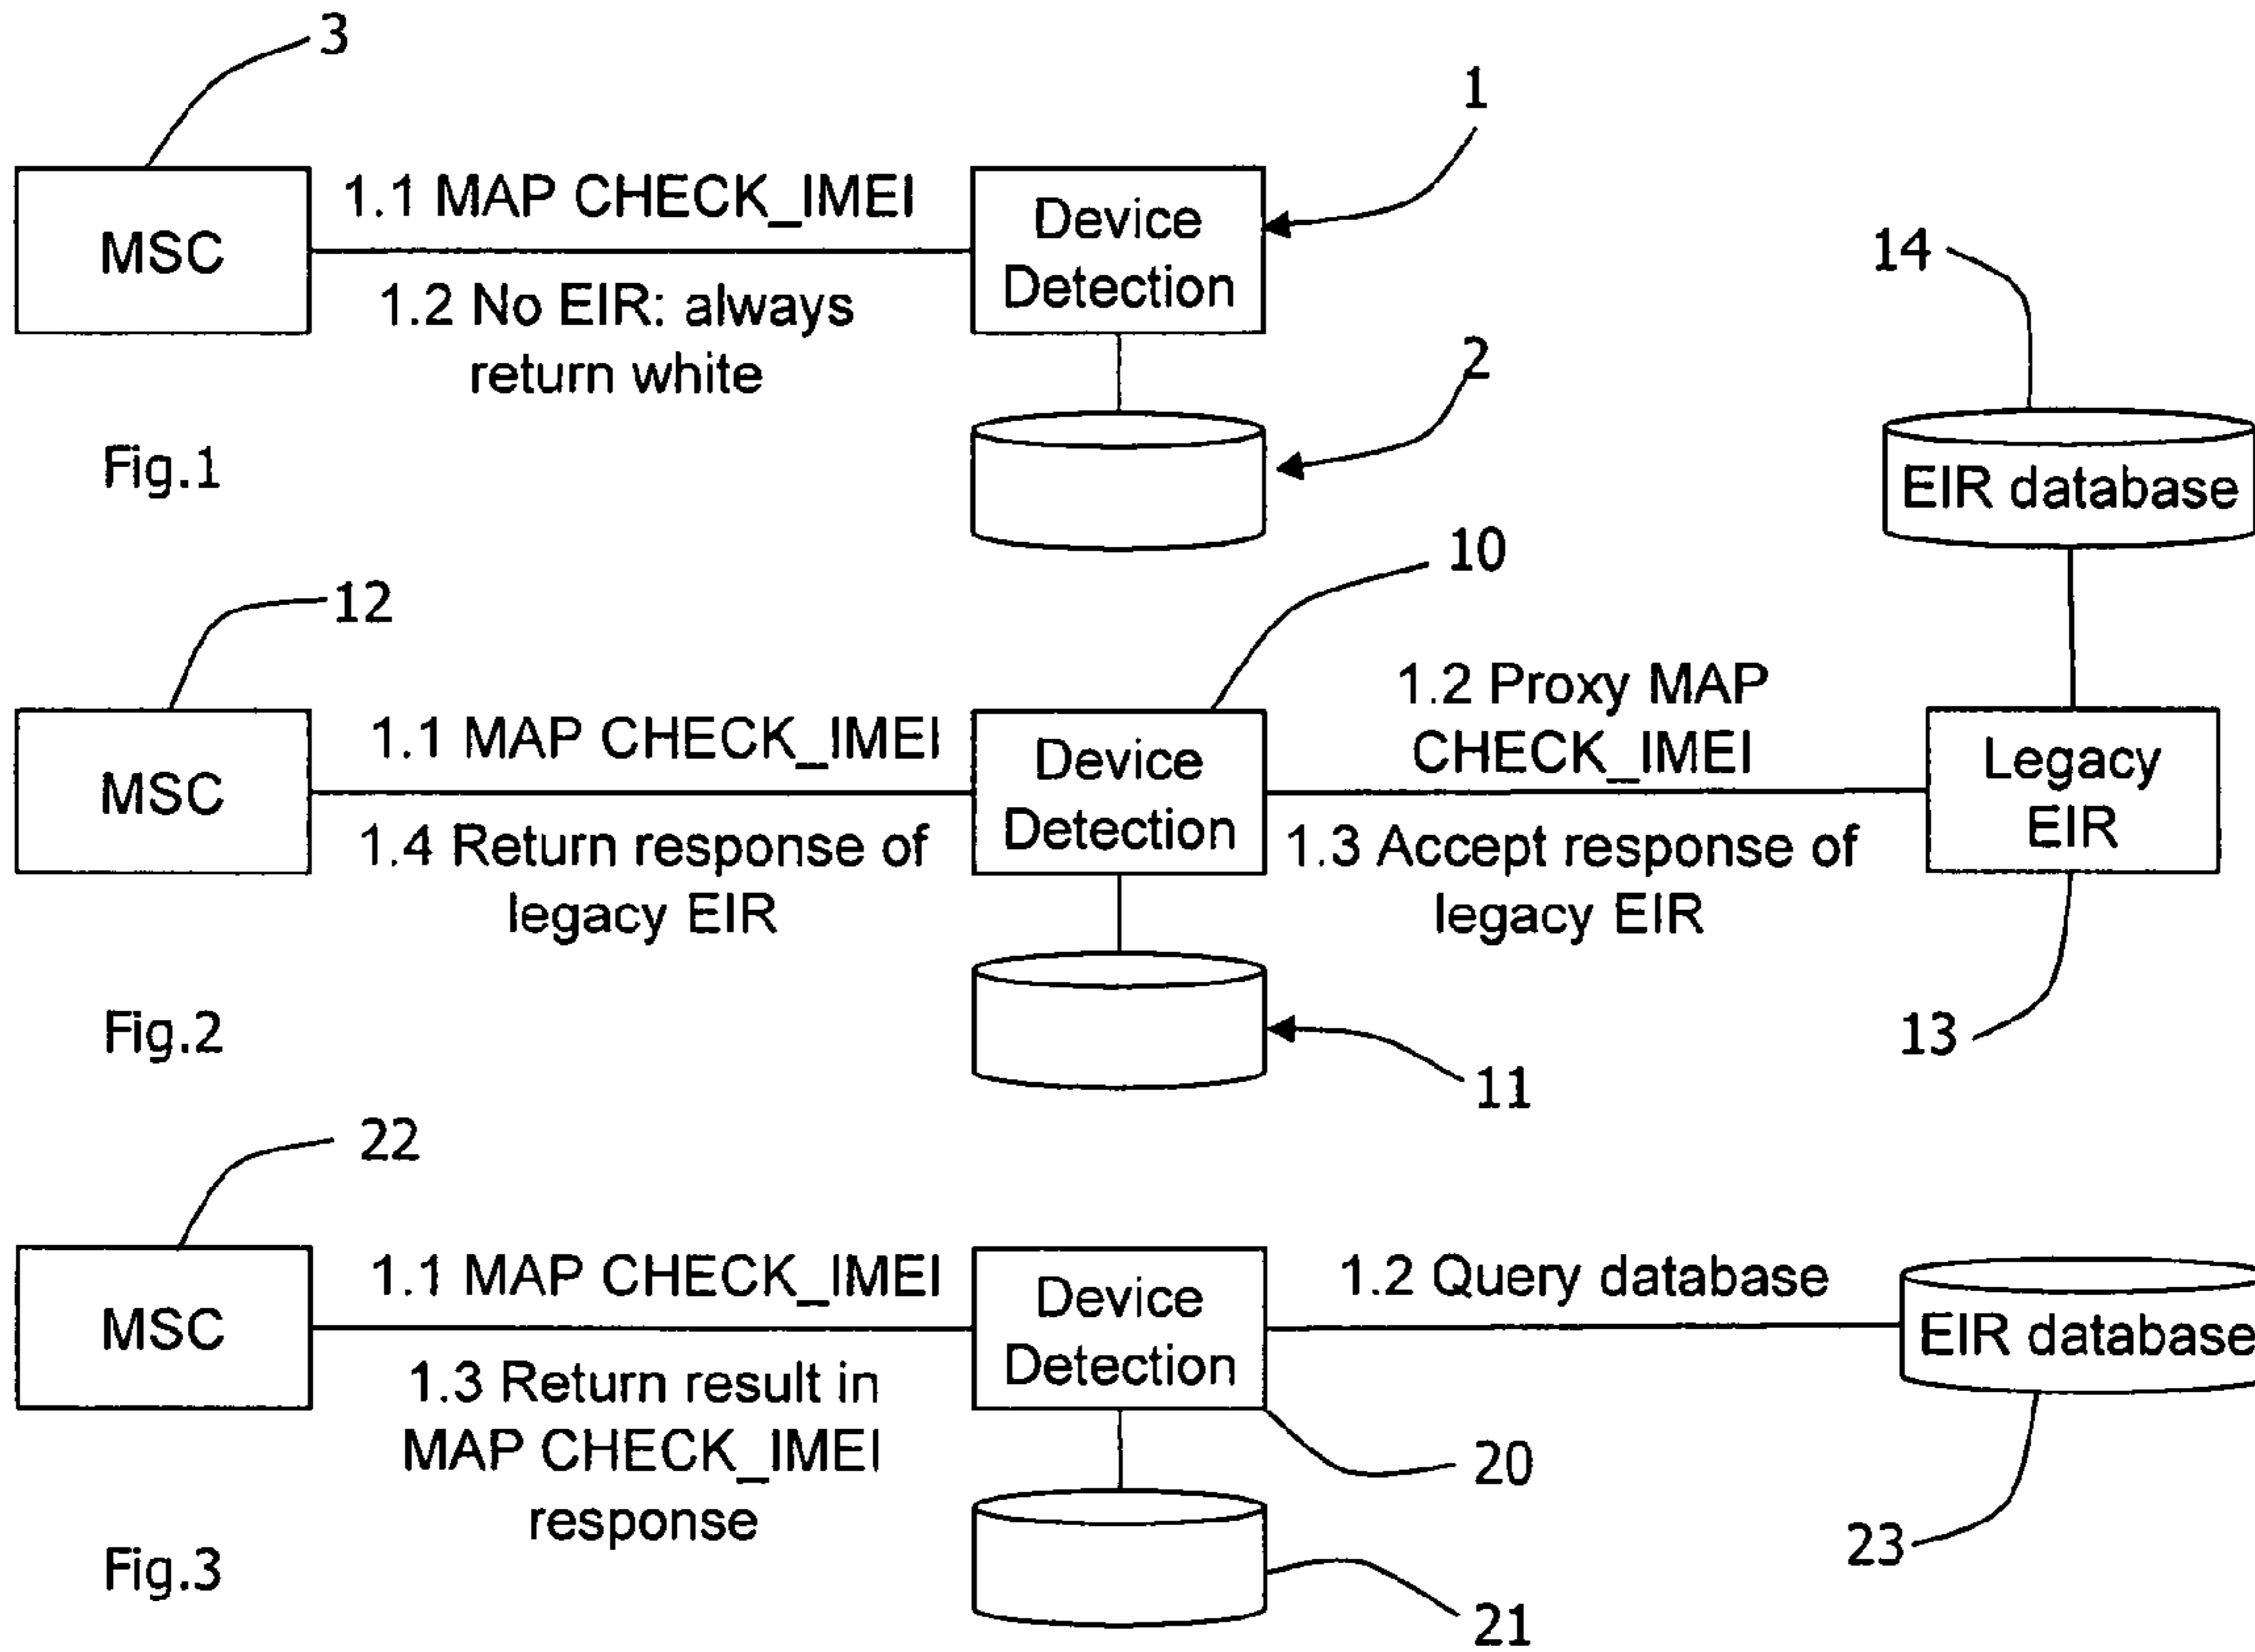 3
1
MSC
1.1 MAP CHECK_IMEI
1.2 No EIR: always
return white
Device
Detection
2
Fig.1
14
EIR database
12
10
MSC
1.1 MAP CHECK_IMEI
1.4 Return response of
legacy EIR
Device
Detection
1.2 Proxy MAP
CHECK_IMEI
1.3 Accept response of
legacy EIR
Legacy
EIR
13
11
Fig.2
22
MSC
1.1 MAP CHECK_IMEI
1.3 Return result in
MAP CHECK_IMEI
response
Device
Detection
1.2 Query database
EIR database
20
23
21
Fig.3